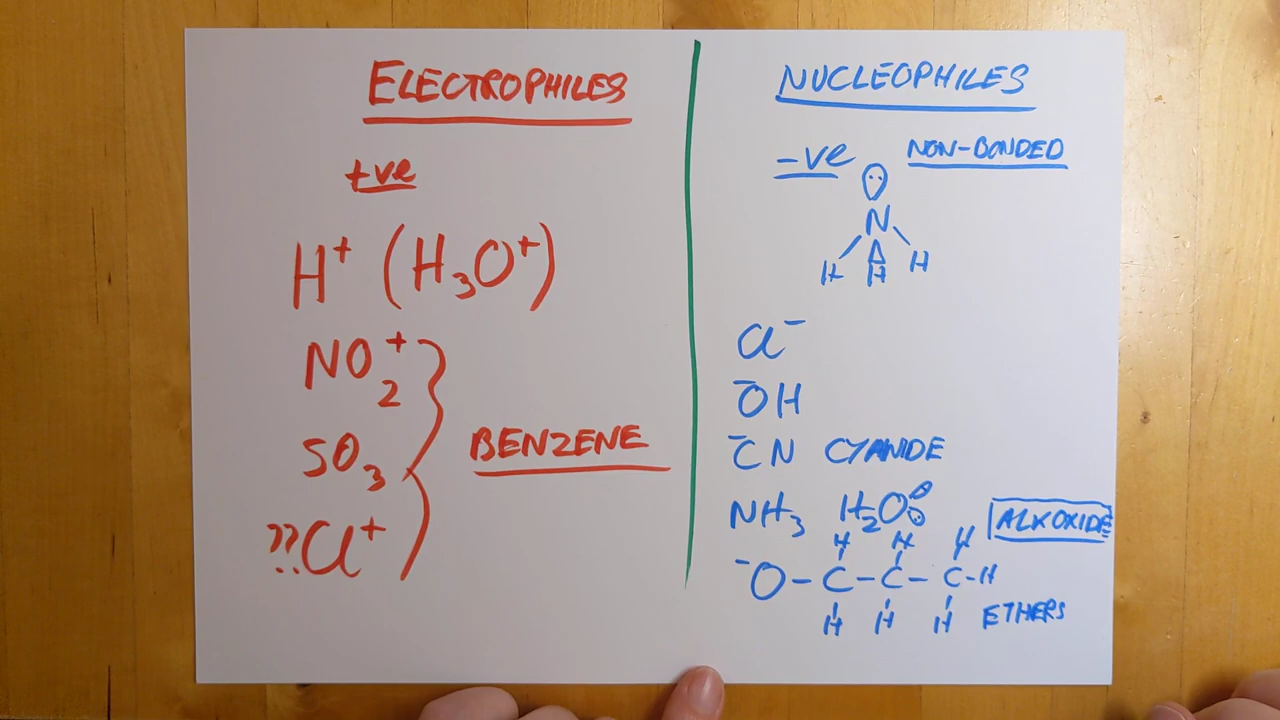 ELECTROPHILES
+ve
H⁺ (H₃O⁺)
NO₂⁺
SO₃
BENZENE
??Cl⁺
NUCLEOPHILES
-ve NON-BONDED
N
H H H
Cl⁻
⁻OH
⁻CN CYANIDE
NH₃ H₂O
ALKOXIDE
H H H
⁻O-C-C-C-H
H H H ETHERS